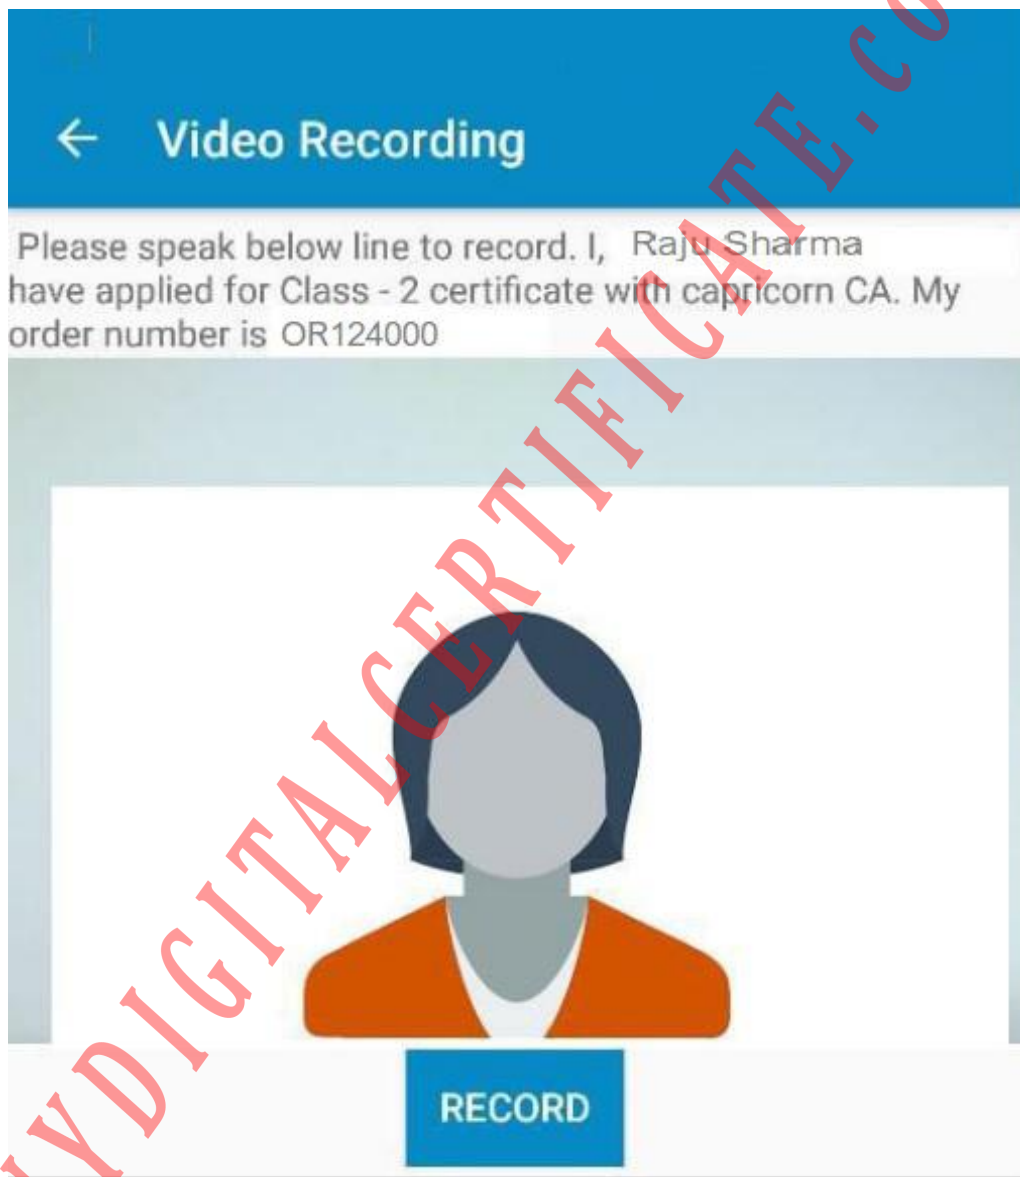 ← Video Recording
Please speak below line to record. I, Raju Sharma
have applied for Class - 2 certificate with capricorn CA. My
order number is OR124000
YDIGITALCERTIFICATE.CO
RECORD